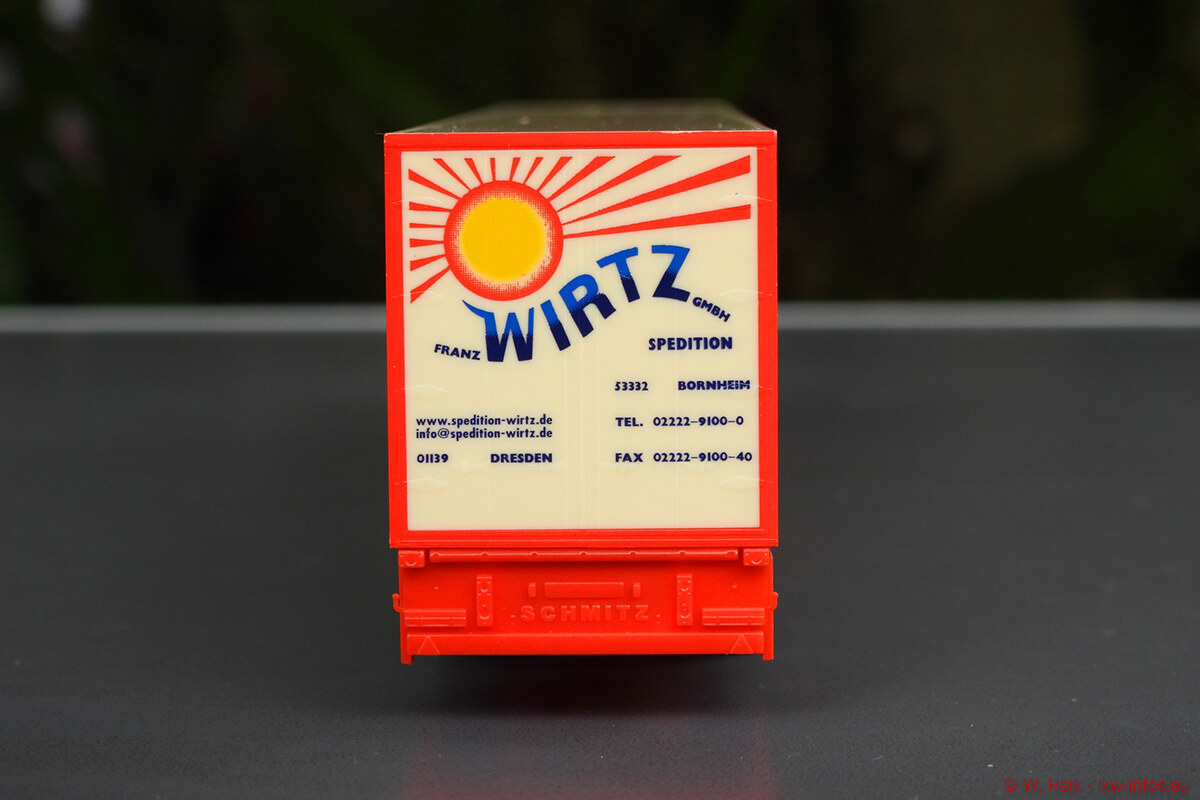 FRANZ WIRTZ GMBH
SPEDITION
53332 BORNHEIM
www.spedition-wirtz.de
info@spedition-wirtz.de
TEL. 02222-9100-0
01139 DRESDEN
FAX 02222-9100-40
SCHMITZ
© W.